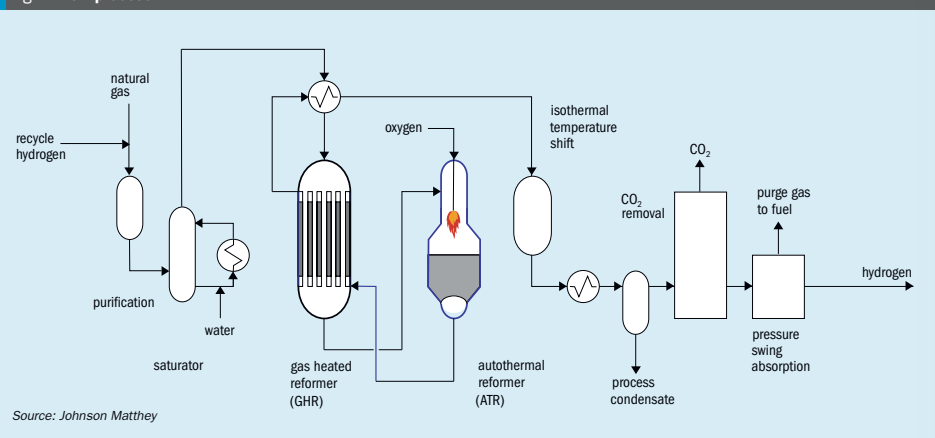 natural
gas
recycle
hydrogen
purification
water
saturator
gas heated
reformer
(GHR)
oxygen
autothermal
reformer
(ATR)
isothermal
temperature
shift
process
condensate
CO2
removal
CO2
purge gas
to fuel
pressure
swing
absorption
hydrogen
Source: Johnson Matthey